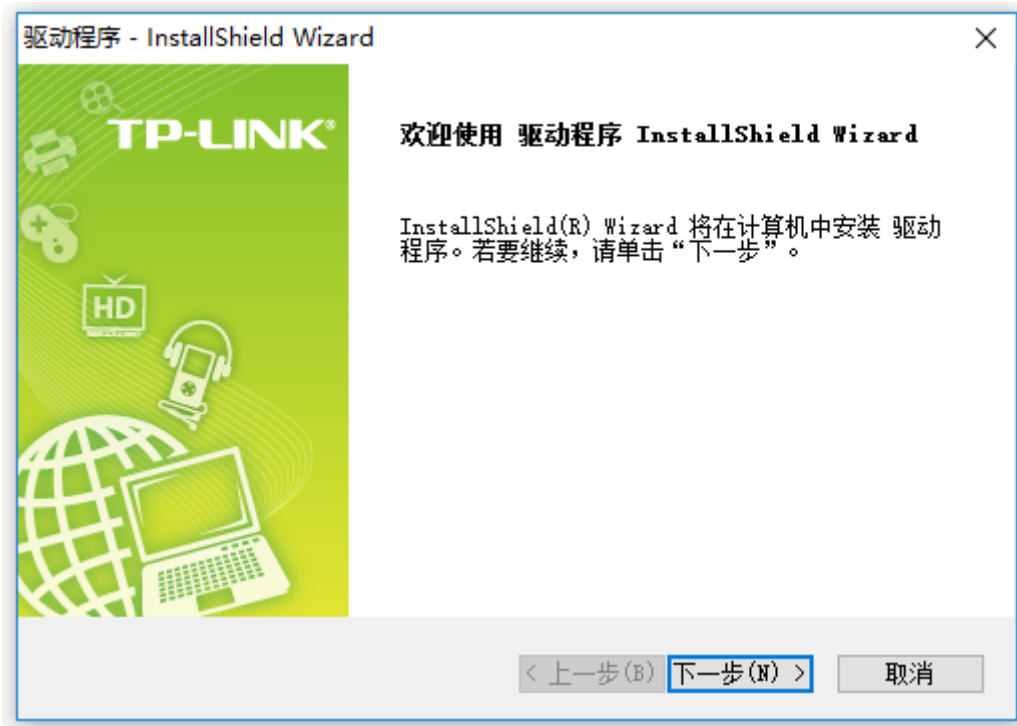 驱动程序 - InstallShield Wizard
TP-LINK®
欢迎使用 驱动程序 InstallShield Wizard
InstallShield(R) Wizard 将在计算机中安装 驱动
程序。若要继续，请单击“下一步”。
HD
< 上一步(B)
下一步(N) >
取消